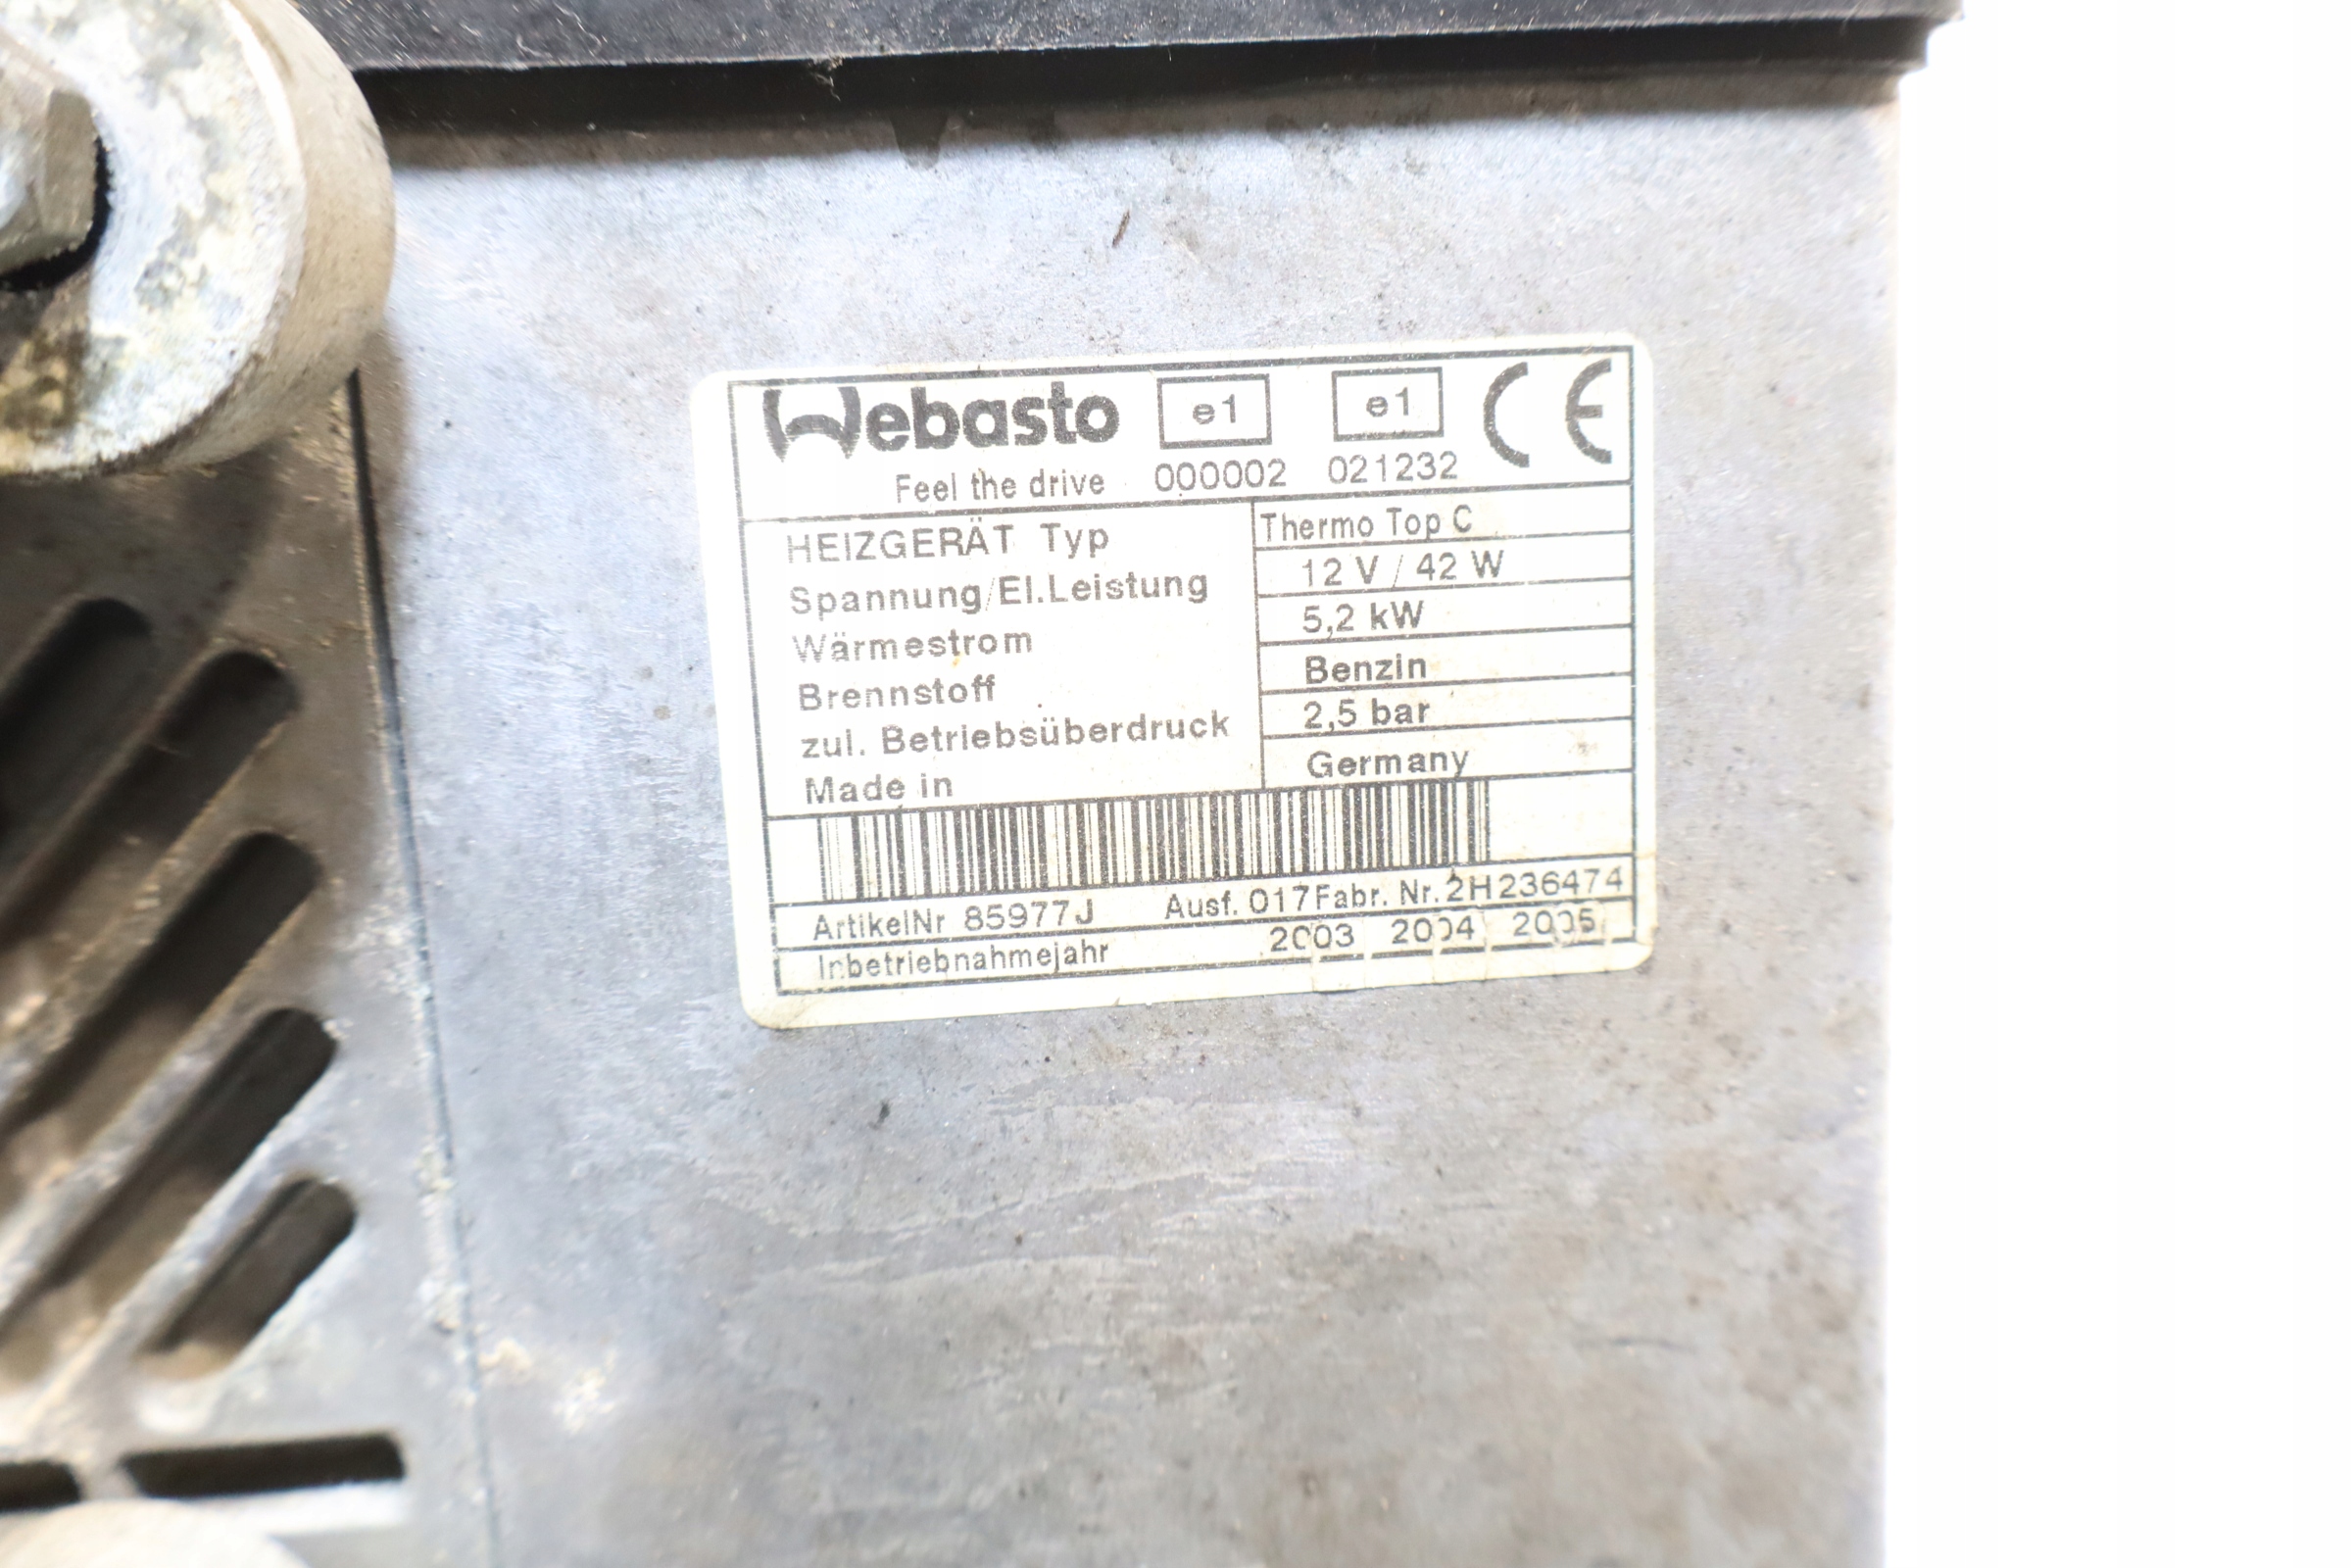 Webasto e1 e1 CE
Feel the drive 000002 021232
HEIZGERÄT Typ Thermo Top C
Spannung/El.Leistung 12 V / 42 W
Wärmestrom 5,2 kW
Brennstoff Benzin
zul. Betriebsüberdruck 2,5 bar
Made in Germany
ArtikelNr 85977J Ausf. 017 Fabr. Nr. 2H236474
Inbetriebnahmejahr 2003 2004 2005